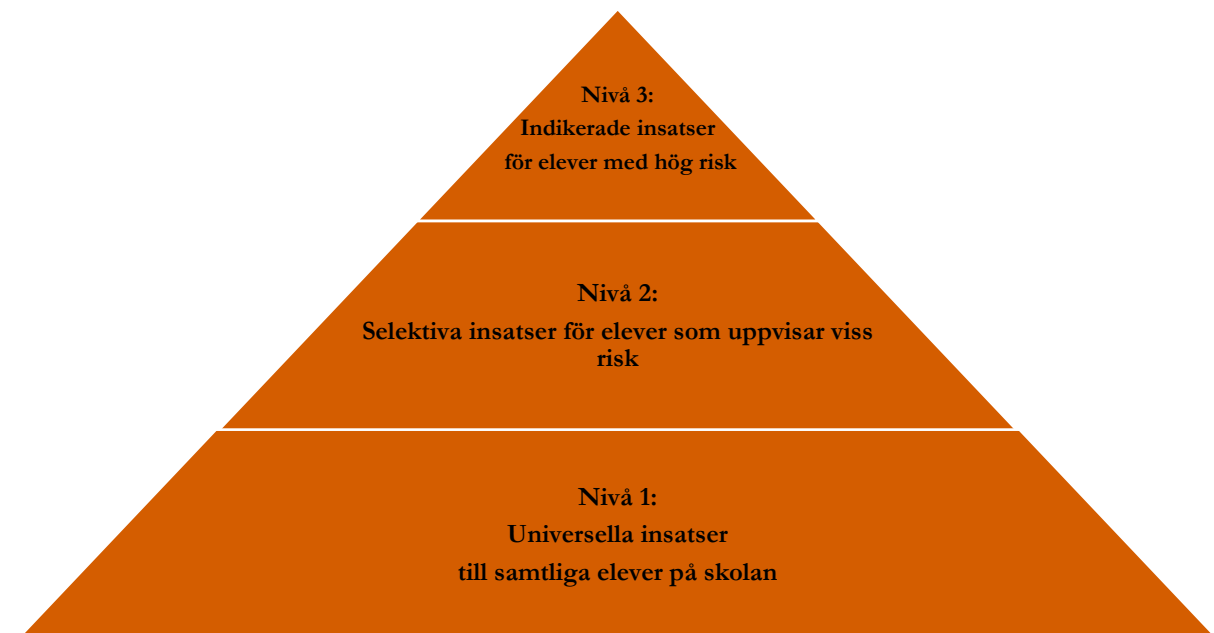 Nivå 3:
Indikerade insatser
för elever med hög risk
Nivå 2:
Selektiva insatser för elever som uppvisar viss
risk
Nivå 1:
Universella insatser
till samtliga elever på skolan